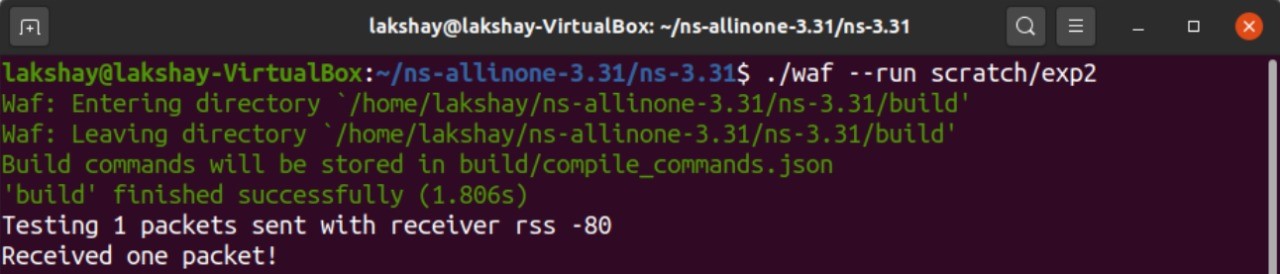 lakshay@lakshay-VirtualBox: ~/ns-allinone-3.31/ns-3.31
lakshay@lakshay-VirtualBox:~/ns-allinone-3.31/ns-3.31$ ./waf --run scratch/exp2
Waf: Entering directory `/home/lakshay/ns-allinone-3.31/ns-3.31/build'
Waf: Leaving directory `/home/lakshay/ns-allinone-3.31/ns-3.31/build'
Build commands will be stored in build/compile_commands.json
'build' finished successfully (1.806s)
Testing 1 packets sent with receiver rss -80
Received one packet!